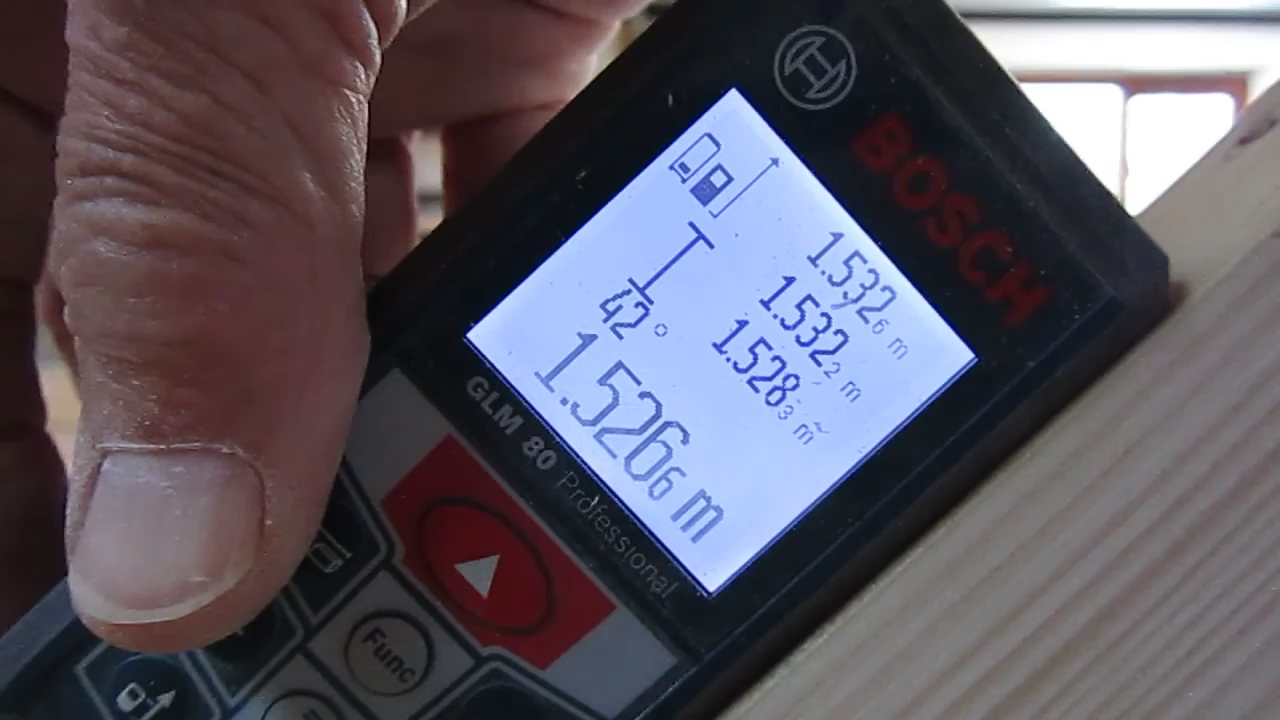 BOSCH
1.532₆ m
1.532₂ m
1.528₃ m
42°
1.526₆ m
GLM 80 Professional
Func